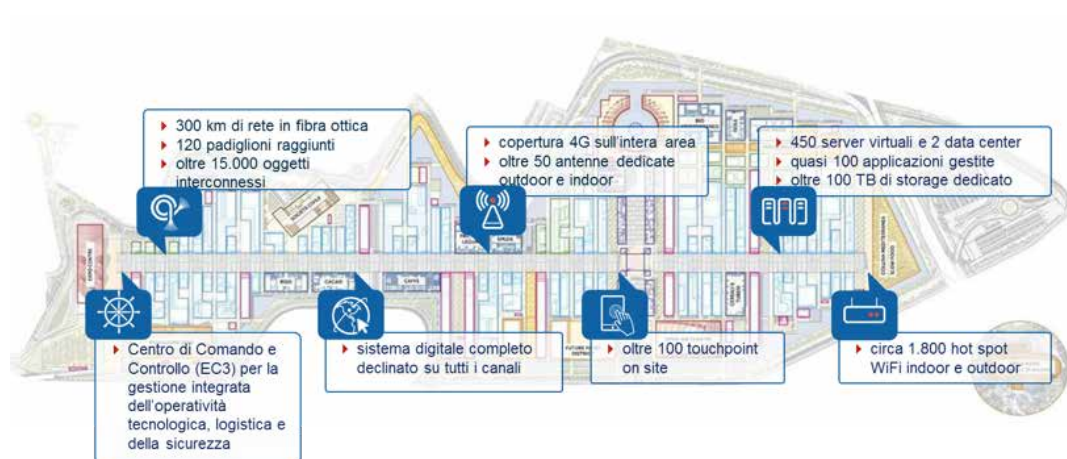 300 km di rete in fibra ottica
120 padiglioni raggiunti
oltre 15.000 oggetti
interconnessi
copertura 4G sull'intera area
oltre 50 antenne dedicate
outdoor e indoor
450 server virtuali e 2 data center
quasi 100 applicazioni gestite
oltre 100 TB di storage dedicato
RISO
CACAO
CAFFE
Centro di Comando e
Controllo (EC3) per la
gestione integrata
dell'operatività
tecnologica, logistica e
della sicurezza
sistema digitale completo
declinato su tutti i canali
oltre 100 touchpoint
on site
circa 1.800 hot spot
WiFi indoor e outdoor